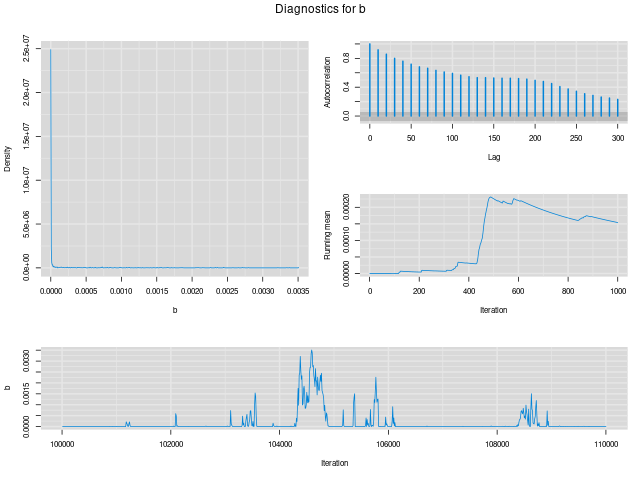 Diagnostics for b
Density
0.0e+00 5.0e+06 1.0e+07 1.5e+07 2.0e+07 2.5e+07
0.0000 0.0005 0.0010 0.0015 0.0020 0.0025 0.0030 0.0035
b
Autocorrelation
0.0 0.4 0.8
0 50 100 150 200 250 300
Lag
Running mean
0.00000 0.00010 0.00020
0 200 400 600 800 1000
Iteration
b
0.0000 0.0015 0.0030
100000 102000 104000 106000 108000 110000
Iteration